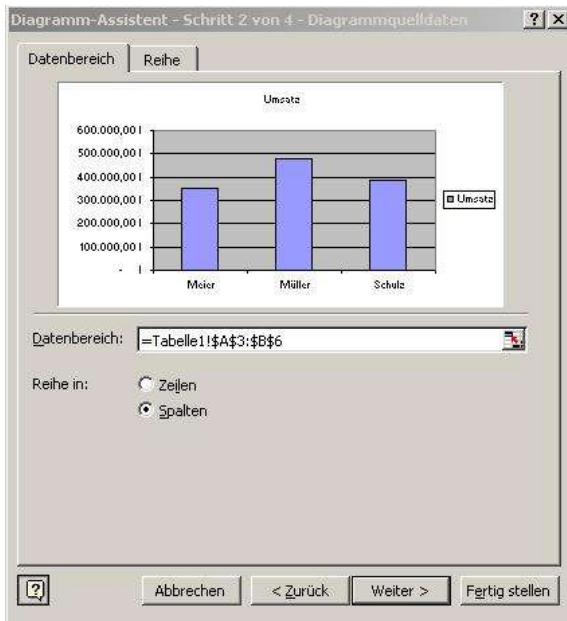 Diagramm-Assistent - Schritt 2 von 4 - Diagrammquelldaten
Datenbereich
Reihe
Umsatz
600.000,00
500.000,00
400.000,00
300.000,00
200.000,00
100.000,00
-
Meier
Müller
Schulz
Umsatz
Datenbereich:
=Tabelle1!$A$3:$B$6
Reihe in:
Zeilen
Spalten
Abbrechen
< Zurück
Weiter >
Fertig stellen